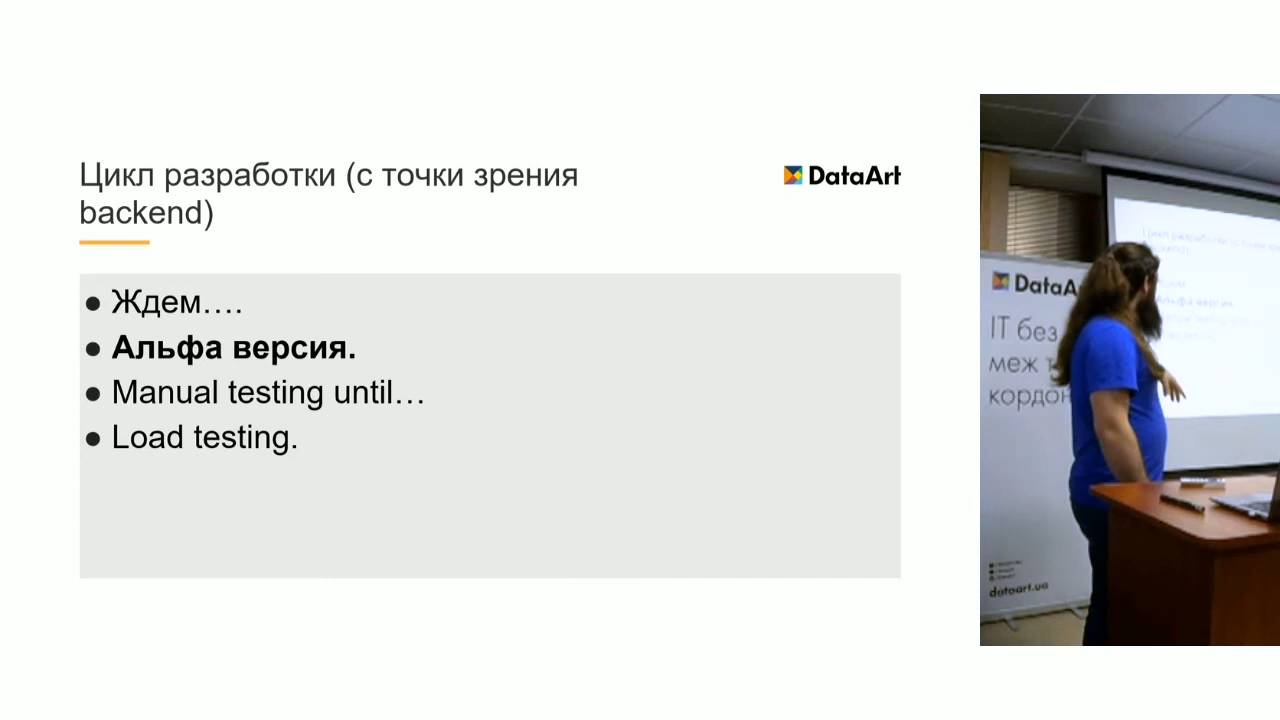 Цикл разработки (с точки зрения
backend)
DataArt
● Ждем….
● Альфа версия.
● Manual testing until…
● Load testing.
DataA
IT без
меж т
кордон
dataart.ua